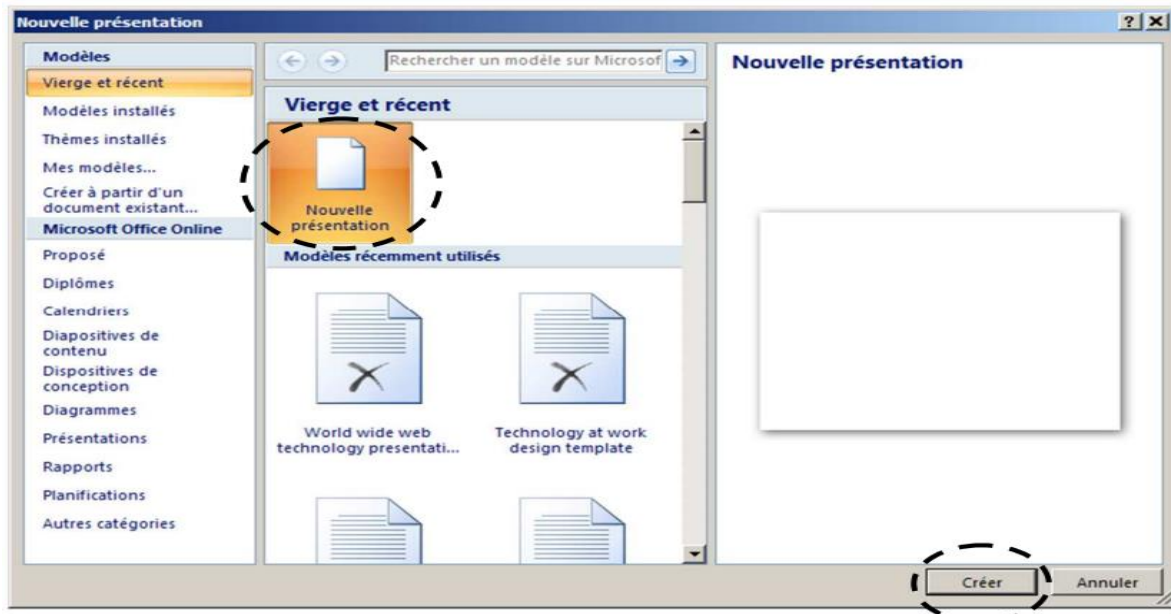 Nouvelle présentation
Modèles
Vierge et récent
Modèles installés
Thèmes installés
Mes modèles...
Créer à partir d'un
document existant...
Microsoft Office Online
Proposé
Diplômes
Calendriers
Diapositives de
contenu
Dispositives de
conception
Diagrammes
Présentations
Rapports
Planifications
Autres catégories
Rechercher un modèle sur Microsof
Vierge et récent
Nouvelle
présentation
Modèles récemment utilisés
World wide web
technology presentati...
Technology at work
design template
Nouvelle présentation
Créer
Annuler